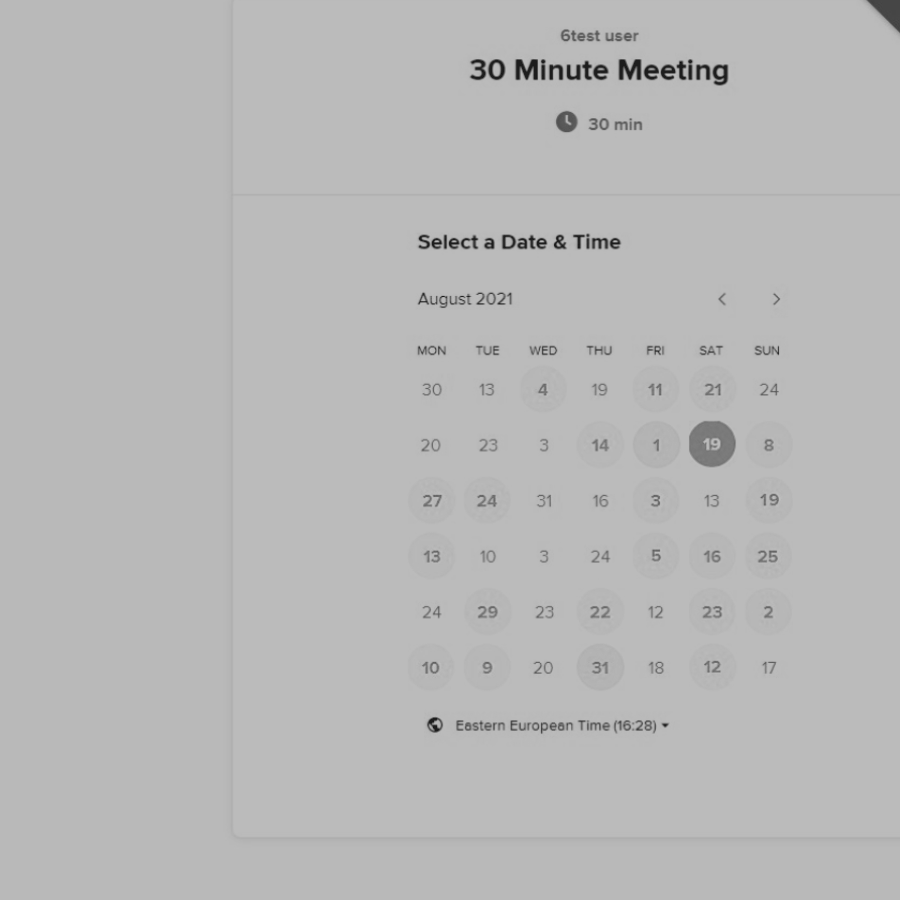 6test user
30 Minute Meeting
30 min
Select a Date & Time
August 2021
MON TUE WED THU FRI SAT SUN
30 13 4 19 11 21 24
20 23 3 14 1 19 8
27 24 31 16 3 13 19
13 10 3 24 5 16 25
24 29 23 22 12 23 2
10 9 20 31 18 12 17
Eastern European Time (16:28)